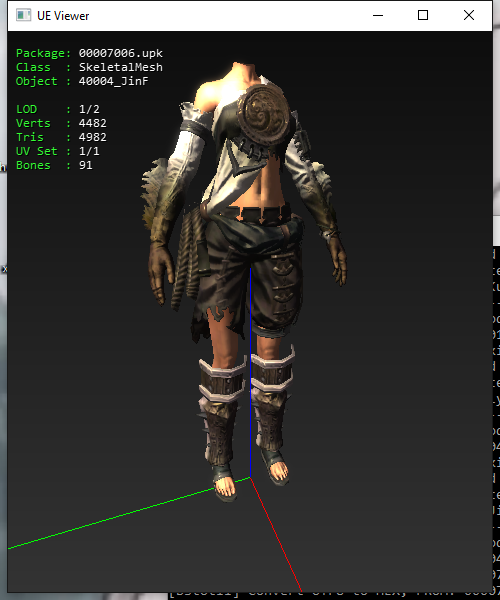 UE Viewer
Package: 00007006.upk
Class : SkeletalMesh
Object : 40004_JinF
LOD : 1/2
Verts : 4482
Tris : 4982
UV Set : 1/1
Bones : 91